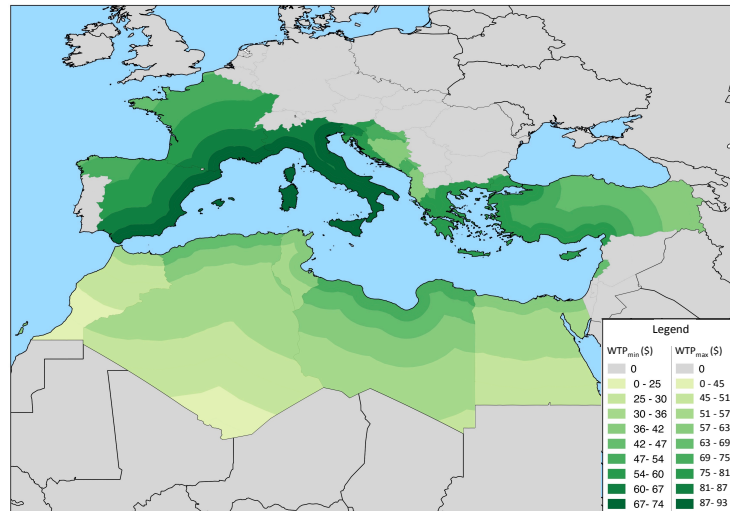 Legend
WTPmin ($) WTPmax ($)
0 0
0 - 25 0 - 45
25 - 30 45 - 51
30 - 36 51 - 57
36 - 42 57 - 63
42 - 47 63 - 69
47 - 54 69 - 75
54- 60 75 - 81
60 - 67 81 - 87
67- 74 87 - 93